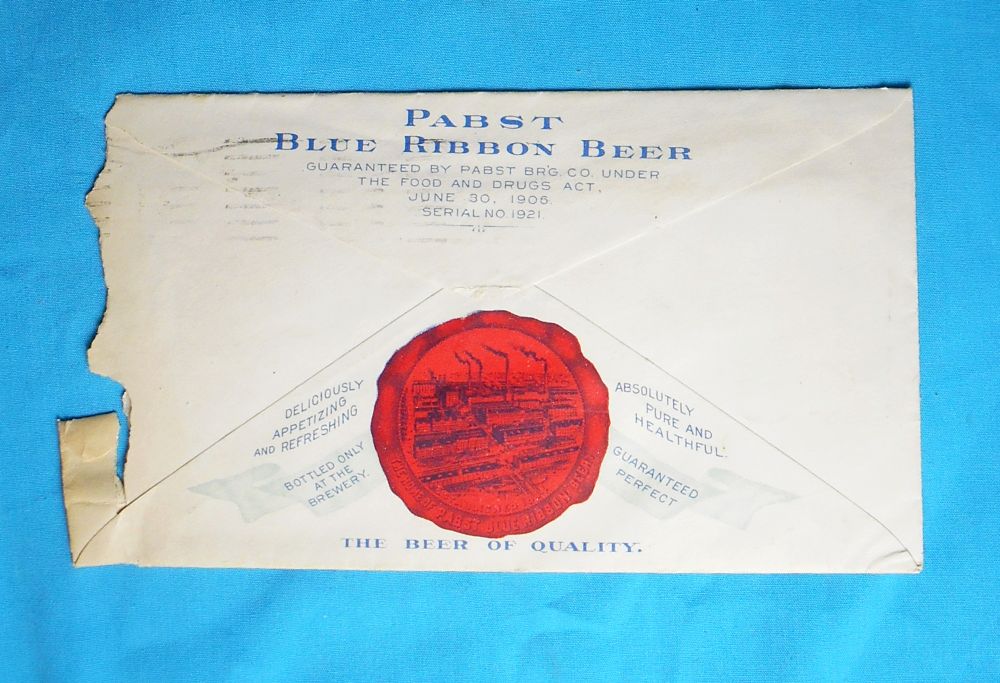 PABST
BLUE RIBBON BEER
GUARANTEED BY PABST BR'G. CO. UNDER
THE FOOD AND DRUGS ACT,
JUNE 30, 1906.
SERIAL NO. 1921.
DELICIOUSLY
APPETIZING
AND REFRESHING
BOTTLED ONLY
AT THE
BREWERY.
ABSOLUTELY
PURE AND
HEALTHFUL.
GUARANTEED
PERFECT
PABST BLUE RIBBON BEER
THE BEER OF QUALITY.